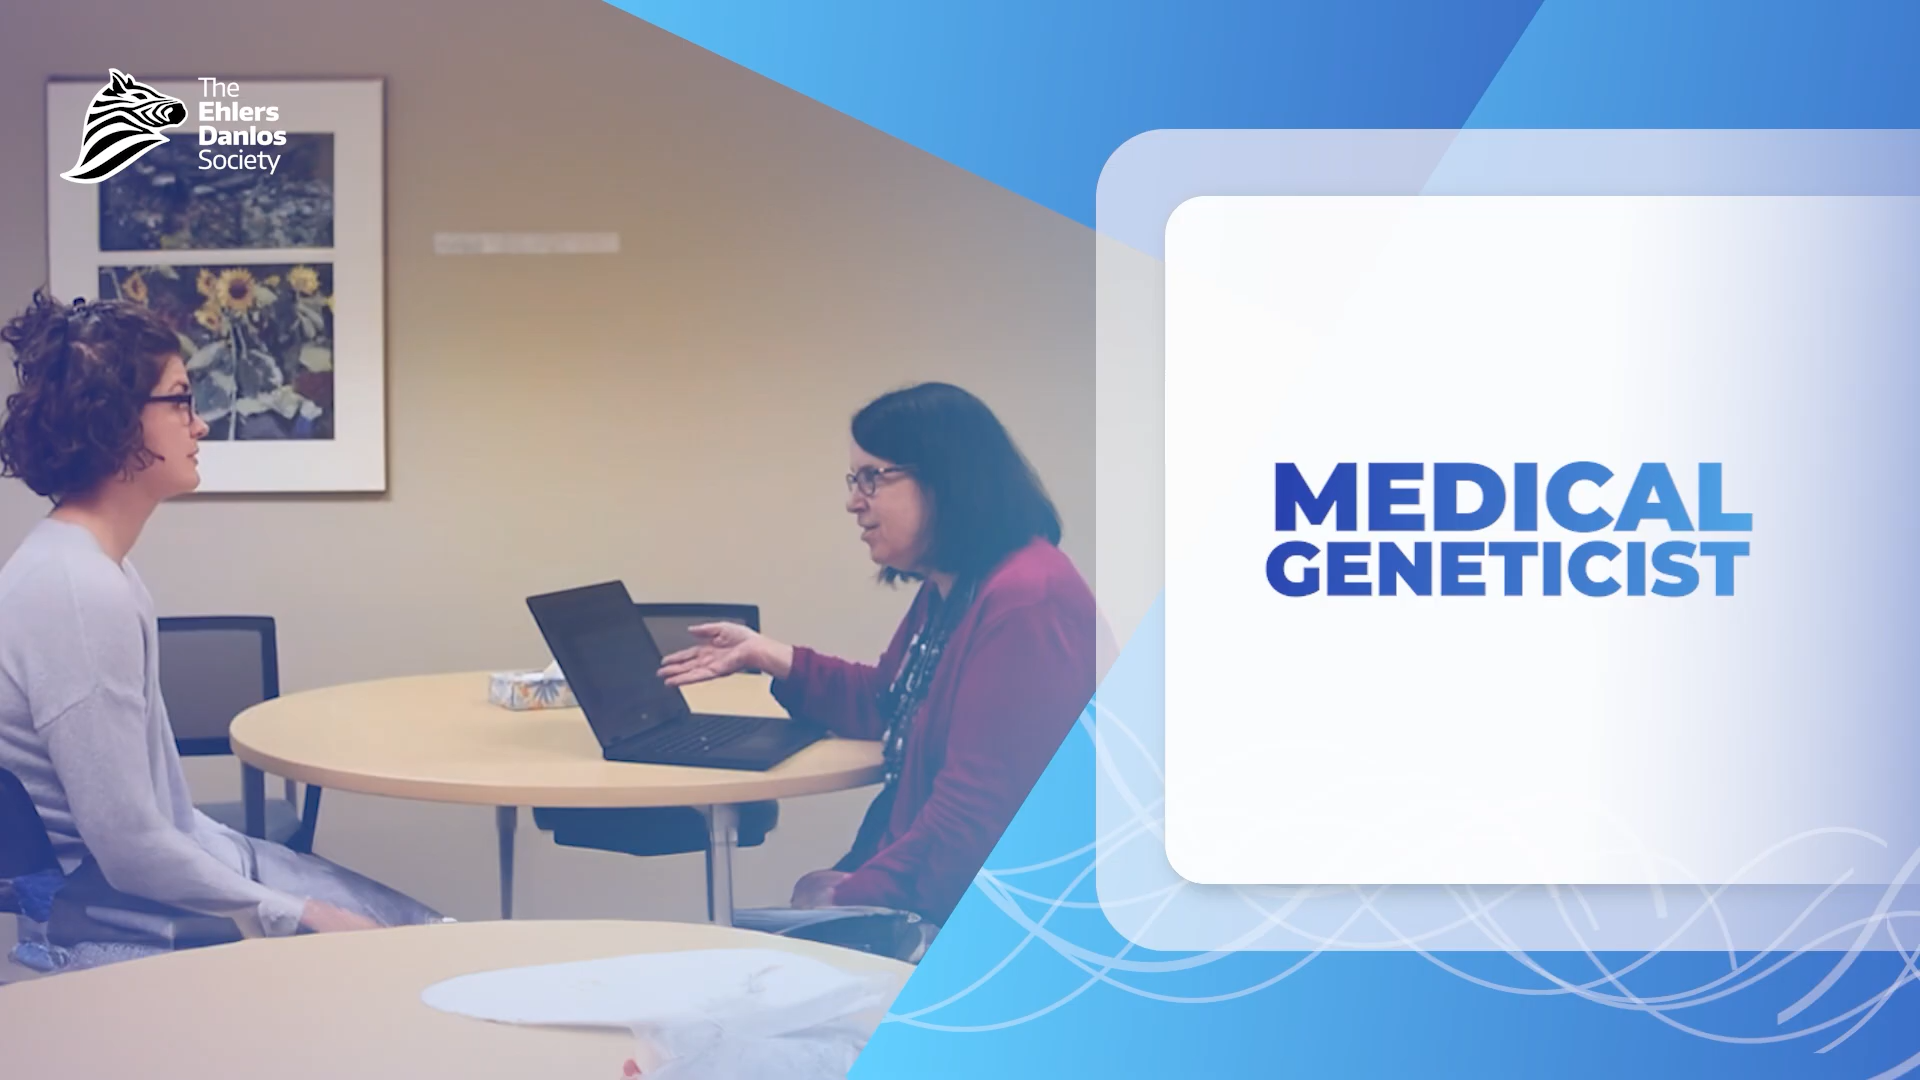 The
Ehlers
Danlos
Society
MEDICAL
GENETICIST